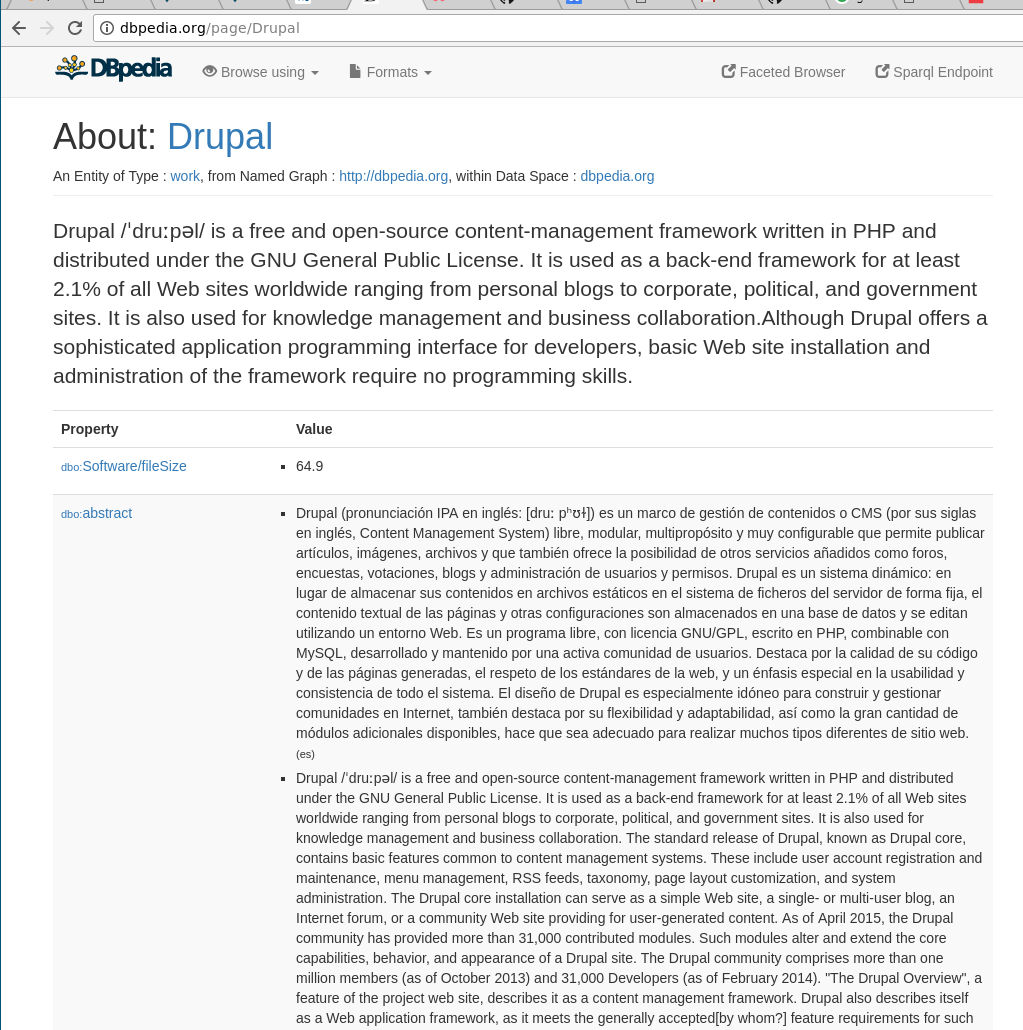 dbpedia.org/page/Drupal
DBpedia Browse using Formats Faceted Browser Sparql Endpoint
About: Drupal
An Entity of Type : work, from Named Graph : http://dbpedia.org, within Data Space : dbpedia.org
Drupal /ˈdruːpəl/ is a free and open-source content-management framework written in PHP and
distributed under the GNU General Public License. It is used as a back-end framework for at least
2.1% of all Web sites worldwide ranging from personal blogs to corporate, political, and government
sites. It is also used for knowledge management and business collaboration.Although Drupal offers a
sophisticated application programming interface for developers, basic Web site installation and
administration of the framework require no programming skills.
Property Value
dbo:Software/fileSize 64.9
dbo:abstract Drupal (pronunciación IPA en inglés: [druː pʰʊɫ]) es un marco de gestión de contenidos o CMS (por sus siglas
en inglés, Content Management System) libre, modular, multipropósito y muy configurable que permite publicar
artículos, imágenes, archivos y que también ofrece la posibilidad de otros servicios añadidos como foros,
encuestas, votaciones, blogs y administración de usuarios y permisos. Drupal es un sistema dinámico: en
lugar de almacenar sus contenidos en archivos estáticos en el sistema de ficheros del servidor de forma fija, el
contenido textual de las páginas y otras configuraciones son almacenados en una base de datos y se editan
utilizando un entorno Web. Es un programa libre, con licencia GNU/GPL, escrito en PHP, combinable con
MySQL, desarrollado y mantenido por una activa comunidad de usuarios. Destaca por la calidad de su código
y de las páginas generadas, el respeto de los estándares de la web, y un énfasis especial en la usabilidad y
consistencia de todo el sistema. El diseño de Drupal es especialmente idóneo para construir y gestionar
comunidades en Internet, también destaca por su flexibilidad y adaptabilidad, así como la gran cantidad de
módulos adicionales disponibles, hace que sea adecuado para realizar muchos tipos diferentes de sitio web.
(es)
Drupal /ˈdruːpəl/ is a free and open-source content-management framework written in PHP and distributed
under the GNU General Public License. It is used as a back-end framework for at least 2.1% of all Web sites
worldwide ranging from personal blogs to corporate, political, and government sites. It is also used for
knowledge management and business collaboration. The standard release of Drupal, known as Drupal core,
contains basic features common to content management systems. These include user account registration and
maintenance, menu management, RSS feeds, taxonomy, page layout customization, and system
administration. The Drupal core installation can serve as a simple Web site, a single- or multi-user blog, an
Internet forum, or a community Web site providing for user-generated content. As of April 2015, the Drupal
community has provided more than 31,000 contributed modules. Such modules alter and extend the core
capabilities, behavior, and appearance of a Drupal site. The Drupal community comprises more than one
million members (as of October 2013) and 31,000 Developers (as of February 2014). "The Drupal Overview", a
feature of the project web site, describes it as a content management framework. Drupal also describes itself
as a Web application framework, as it meets the generally accepted[by whom?] feature requirements for such